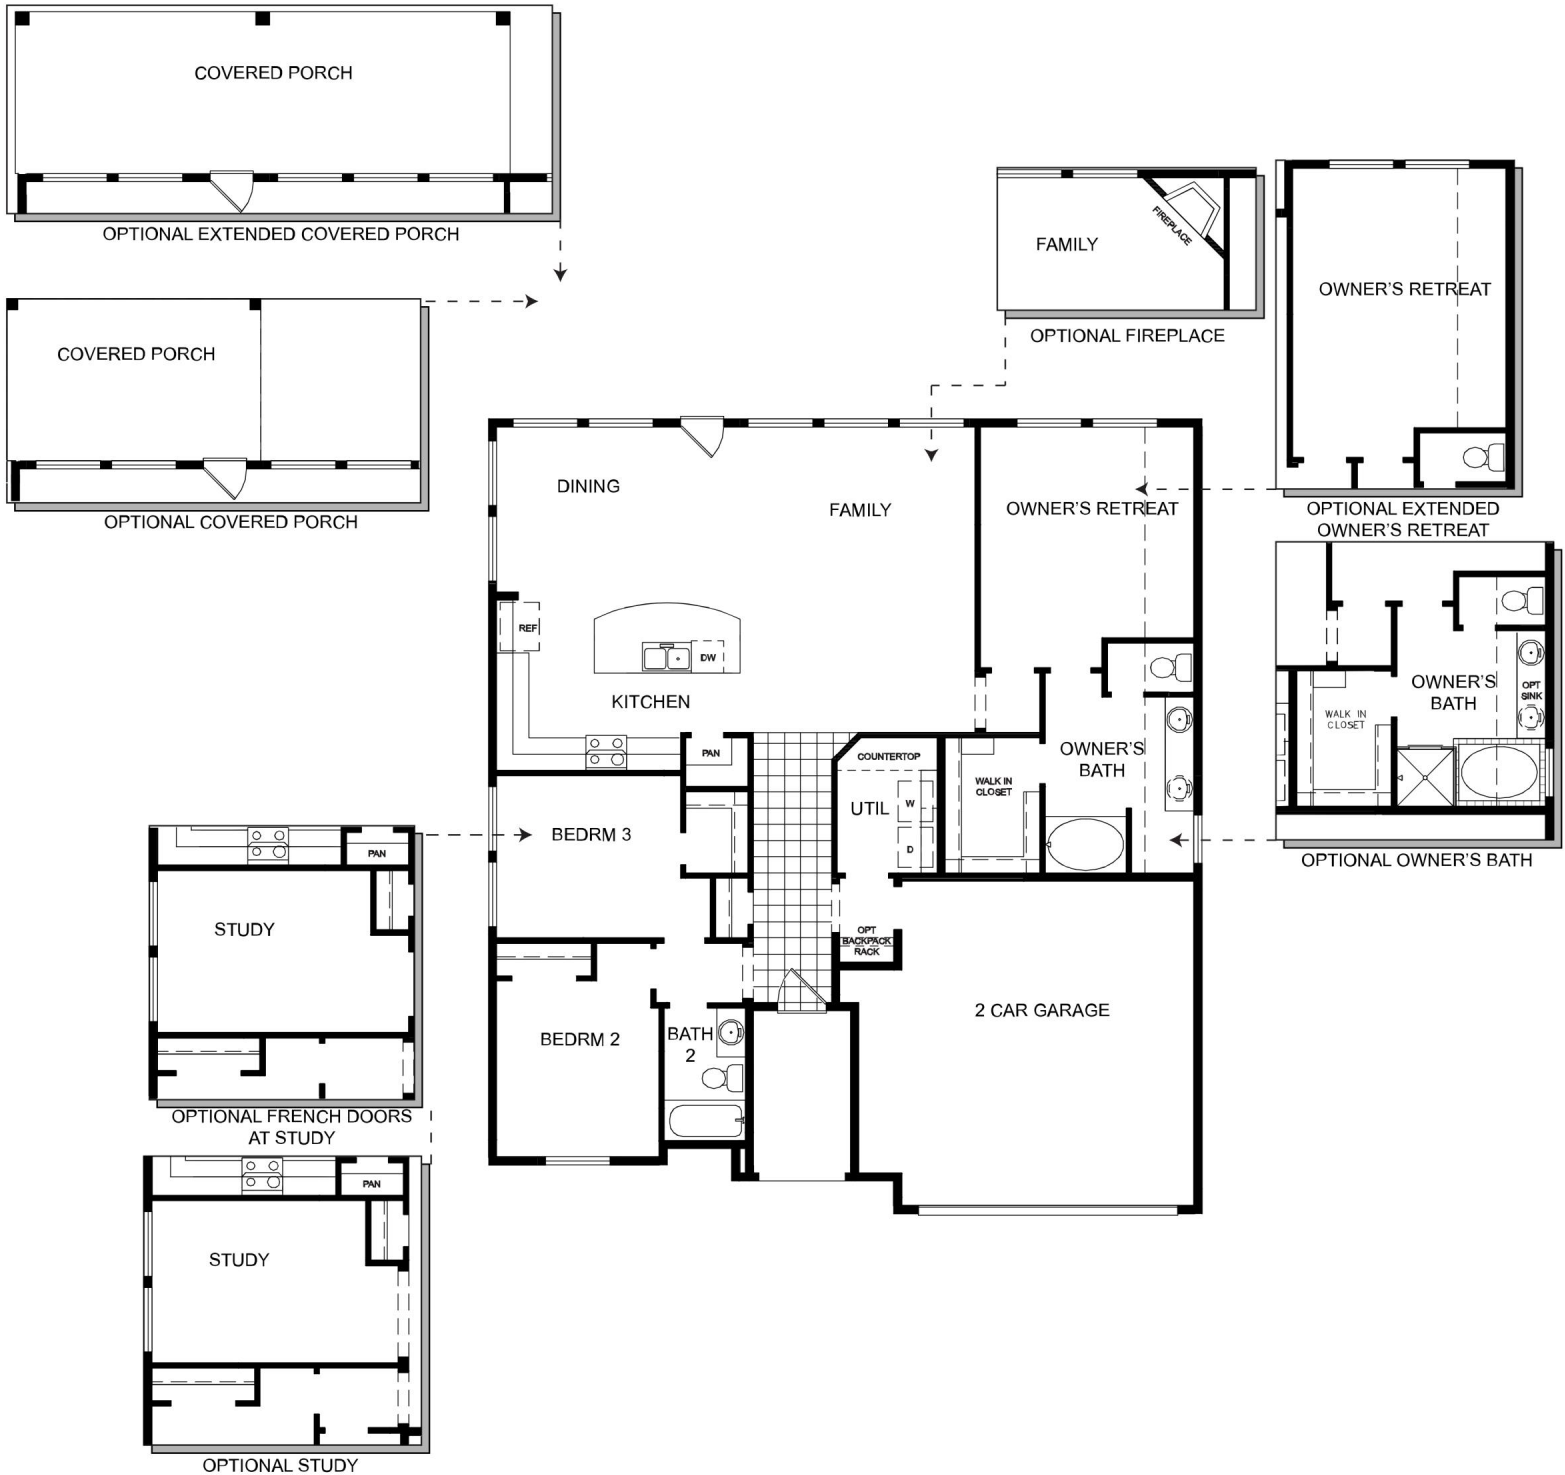 COVERED PORCH
OPTIONAL EXTENDED COVERED PORCH
COVERED PORCH
OPTIONAL COVERED PORCH
FAMILY
FIREPLACE
OPTIONAL FIREPLACE
OWNER'S RETREAT
OPTIONAL EXTENDED
OWNER'S RETREAT
DINING
FAMILY
OWNER'S RETREAT
REF
DW
KITCHEN
PAN
COUNTERTOP
UTIL
W
D
WALK IN
CLOSET
OWNER'S
BATH
OWNER'S
BATH
OPT
SINK
WALK IN
CLOSET
OPTIONAL OWNER'S BATH
BEDRM 3
OPT
BACKPACK
RACK
2 CAR GARAGE
BEDRM 2
BATH
2
PAN
STUDY
OPTIONAL FRENCH DOORS
AT STUDY
PAN
STUDY
OPTIONAL STUDY